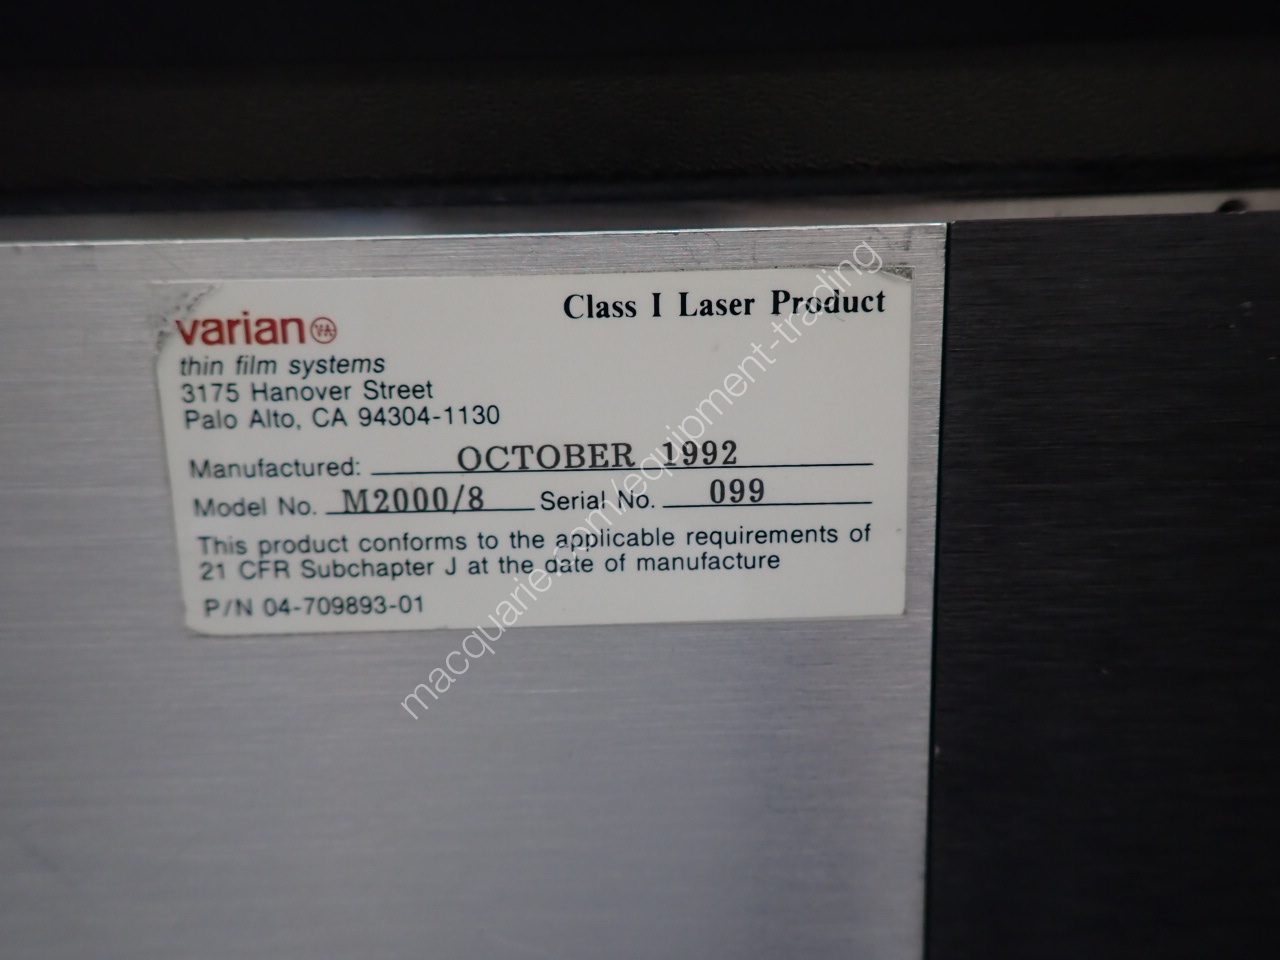 Class I Laser Product
varian VA
thin film systems
3175 Hanover Street
Palo Alto, CA 94304-1130
Manufactured: OCTOBER 1992
Model No. M2000/8 Serial No. 099
This product conforms to the applicable requirements of
21 CFR Subchapter J at the date of manufacture
P/N 04-709893-01
macquarie.com/equipment-trading